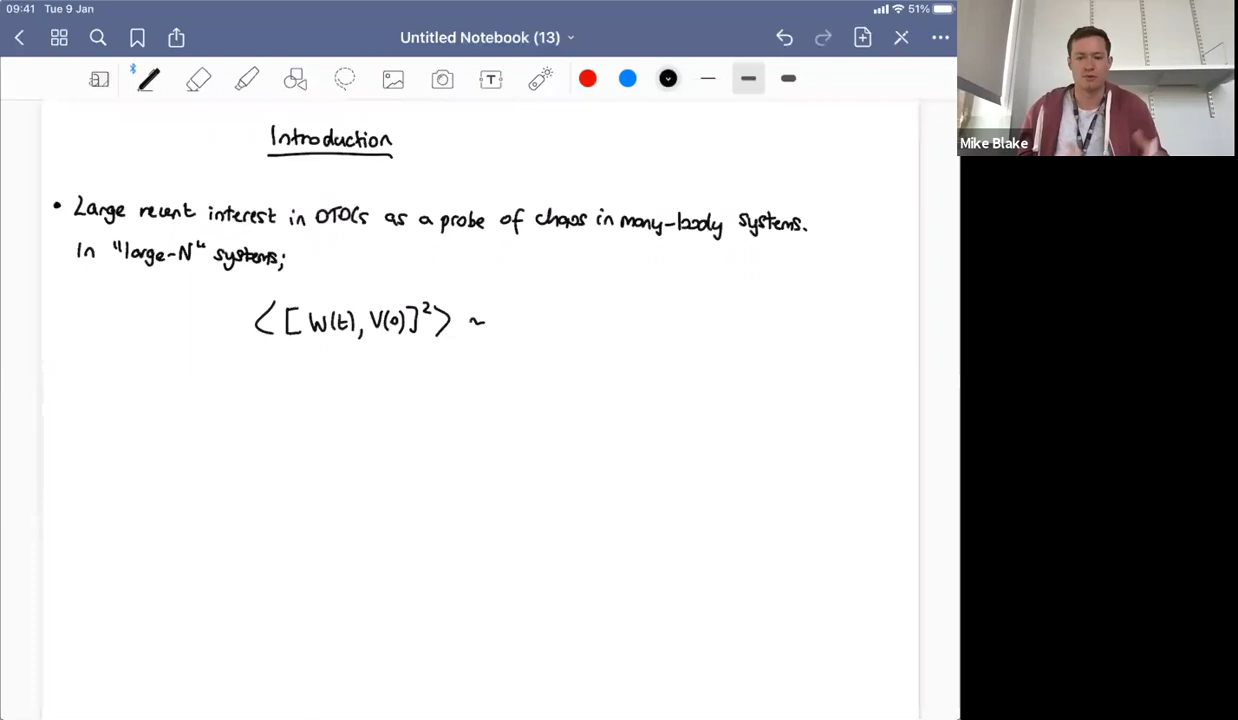 09:41 Tue 9 Jan
51%
Untitled Notebook (13)
T
Mike Blake
Introduction
• Large recent interest in OTOCs as a probe of chaos in many-body systems.
In "large-N" systems;
⟨[W(t), V(0)]²⟩ ~